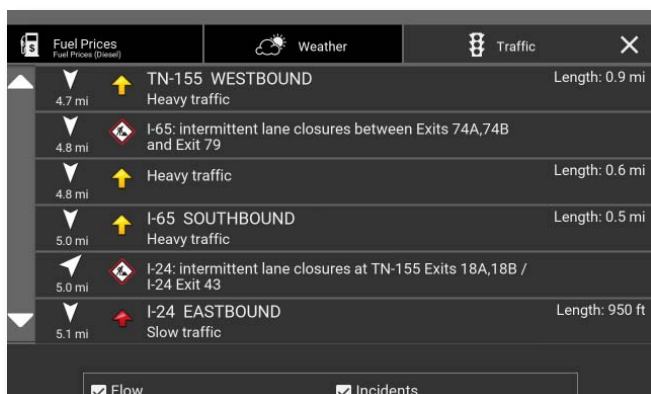 Fuel Prices
Fuel Prices (Diesel)
Weather
Traffic
TN-155 WESTBOUND
Length: 0.9 mi
4.7 mi
Heavy traffic
I-65: intermittent lane closures between Exits 74A,74B
and Exit 79
4.8 mi
Heavy traffic
Length: 0.6 mi
4.8 mi
I-65 SOUTHBOUND
Length: 0.5 mi
5.0 mi
Heavy traffic
I-24: intermittent lane closures at TN-155 Exits 18A,18B /
I-24 Exit 43
5.0 mi
I-24 EASTBOUND
Length: 950 ft
5.1 mi
Slow traffic
Flow
Incidents